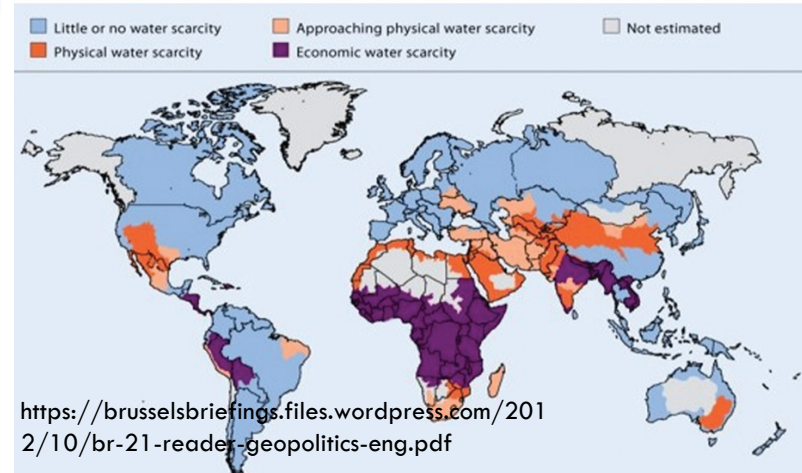 Little or no water scarcity
Approaching physical water scarcity
Not estimated
Physical water scarcity
Economic water scarcity
https://brusselsbriefings.files.wordpress.com/201
2/10/br-21-reader-geopolitics-eng.pdf